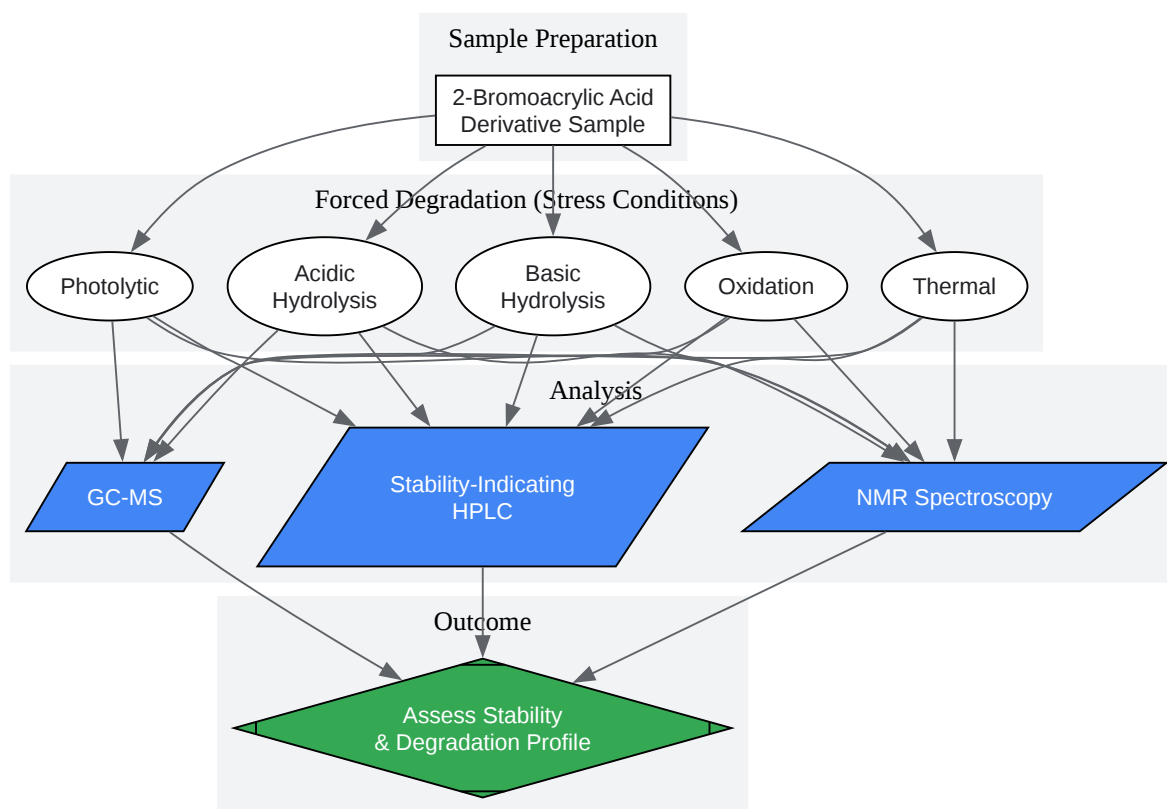 Sample Preparation
2-Bromoacrylic Acid
Derivative Sample
Forced Degradation (Stress Conditions)
Photolytic
Acidic
Hydrolysis
Basic
Hydrolysis
Oxidation
Thermal
Analysis
GC-MS
Stability-Indicating
HPLC
NMR Spectroscopy
Outcome
Assess Stability
& Degradation Profile